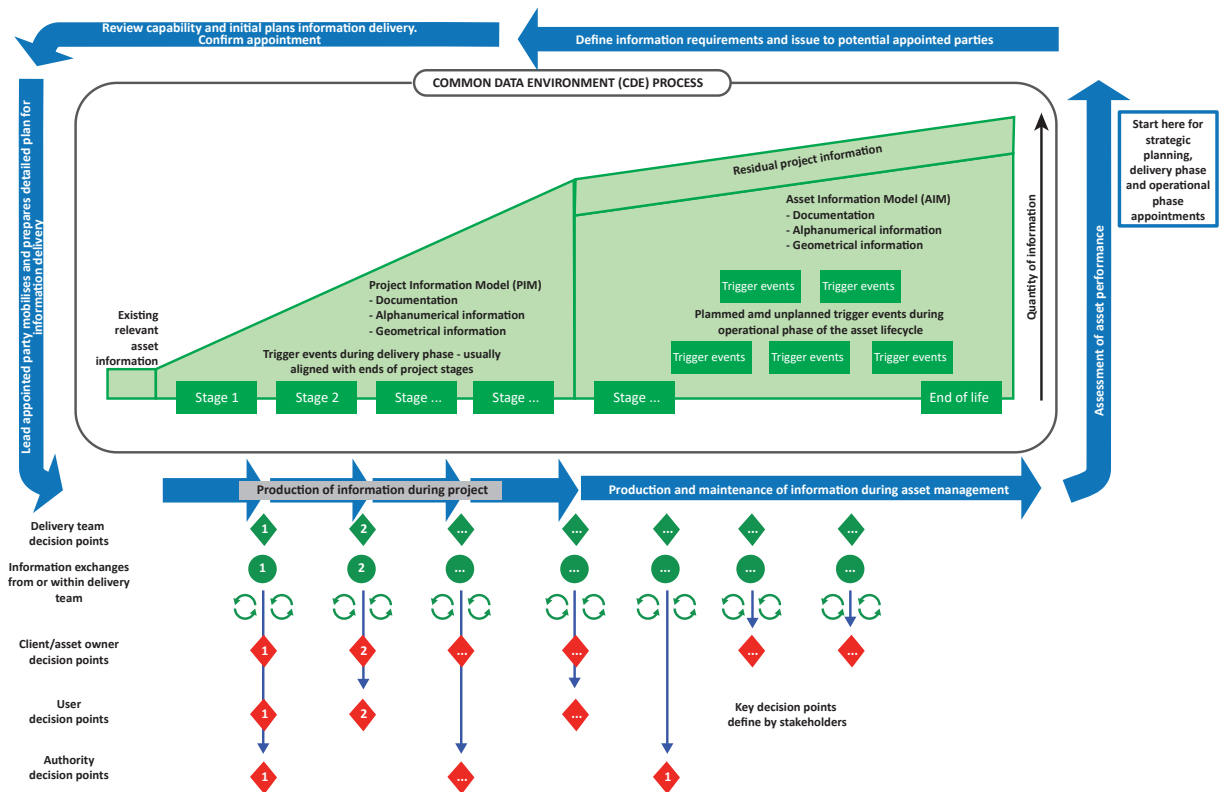 Review capability and initial plans information delivery.
Confirm appointment
Define information requirements and issue to potential appointed parties
COMMON DATA ENVIRONMENT (CDE) PROCESS
Lead appointed party mobilises and prepares detailed plan for
information delivery
Start here for
strategic
planning,
delivery phase
and operational
phase
appointments
Assessment of asset performance
Residual project information
Quantity of information
Asset Information Model (AIM)
- Documentation
- Alphanumerical information
- Geometrical information
Project Information Model (PIM)
- Documentation
- Alphanumerical information
- Geometrical information
Trigger events
Trigger events
Plammed amd unplanned trigger events during
operational phase of the asset lifecycle
Existing
relevant
asset
information
Trigger events during delivery phase - usually
aligned with ends of project stages
Trigger events
Trigger events
Trigger events
Stage 1
Stage 2
Stage ...
Stage ...
Stage ...
End of life
Production of information during project
Production and maintenance of information during asset management
Delivery team
decision points
1
2
...
...
...
...
...
Information exchanges
from or within delivery
team
1
2
...
...
...
...
...
Client/asset owner
decision points
1
2
...
...
...
...
User
decision points
1
2
...
Key decision points
define by stakeholders
Authority
decision points
1
...
1